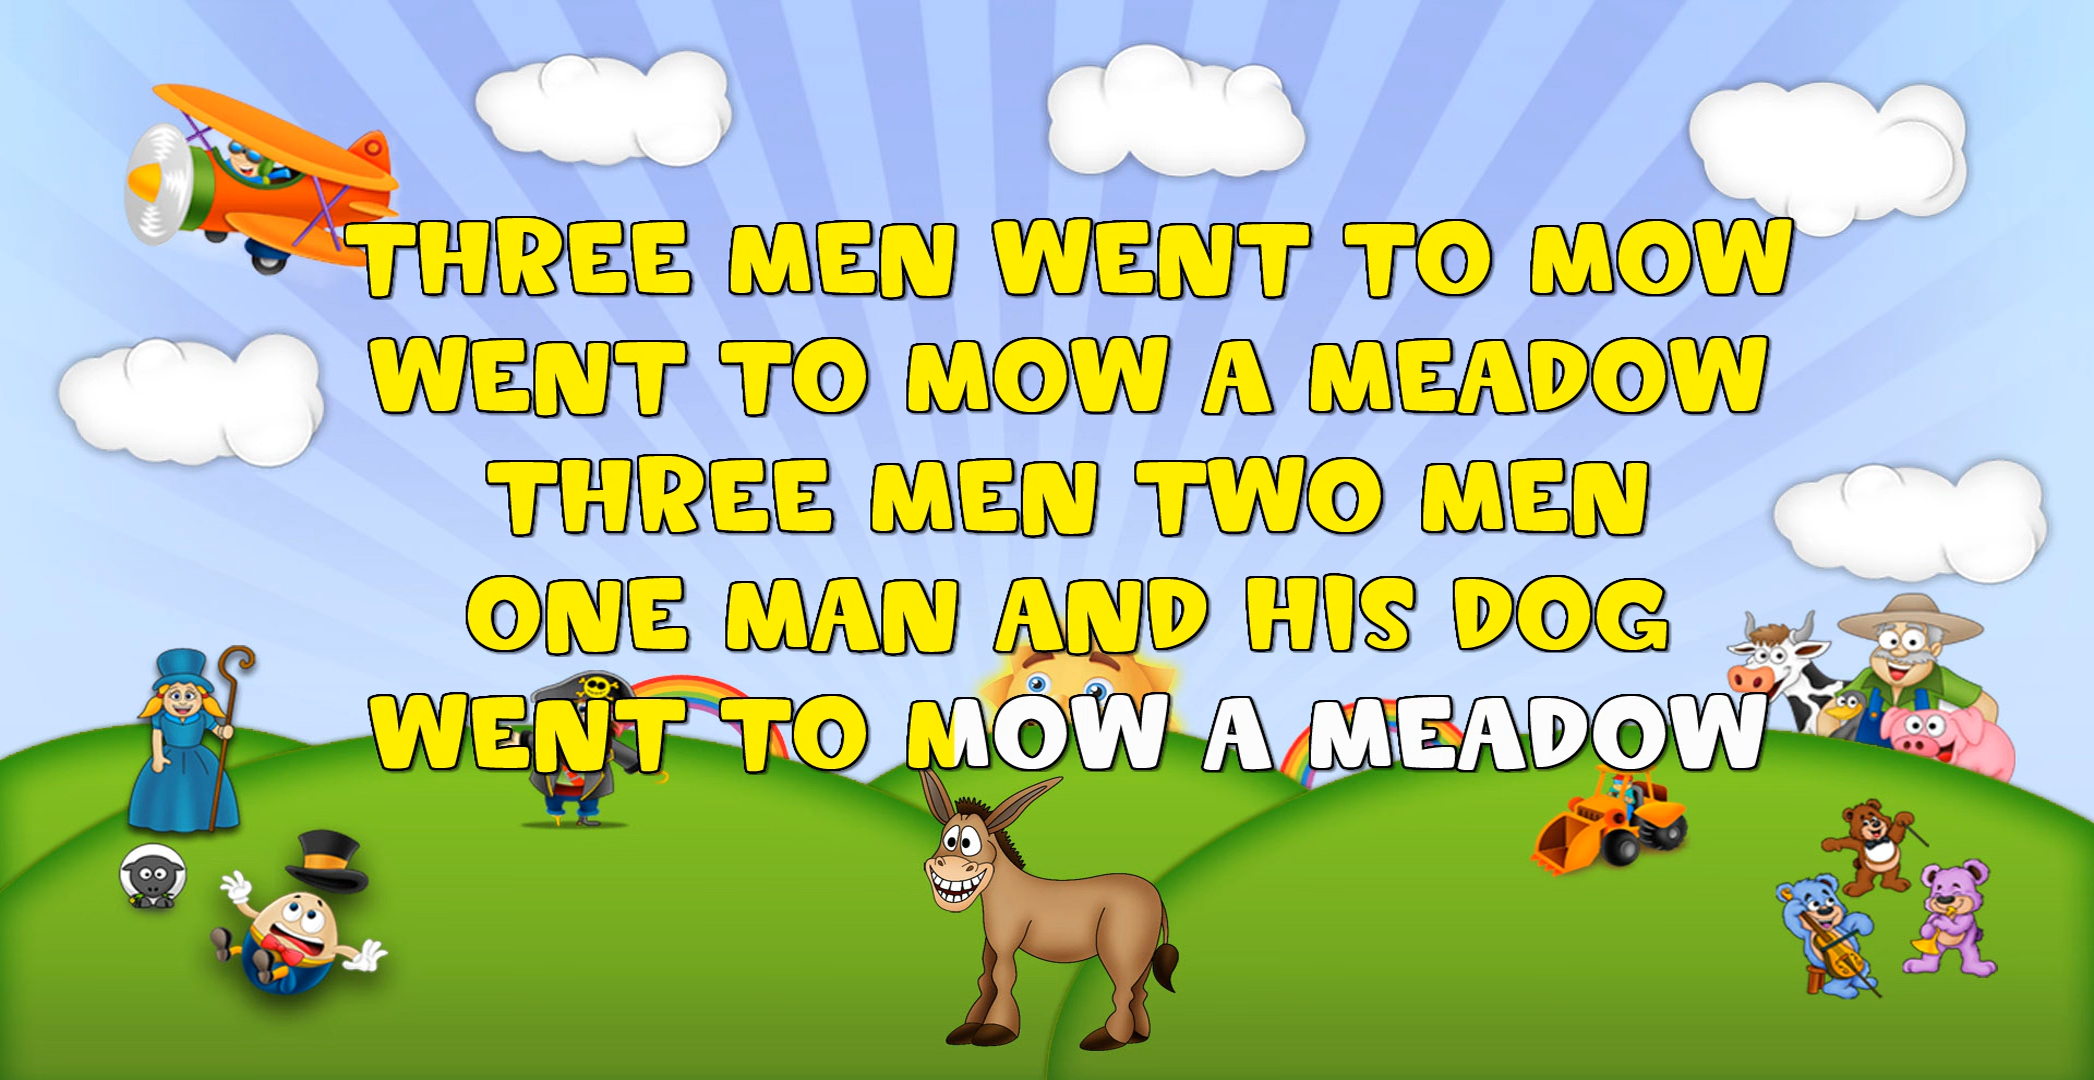 THREE MEN WENT TO MOW
WENT TO MOW A MEADOW
THREE MEN TWO MEN
ONE MAN AND HIS DOG
WENT TO MOW A MEADOW